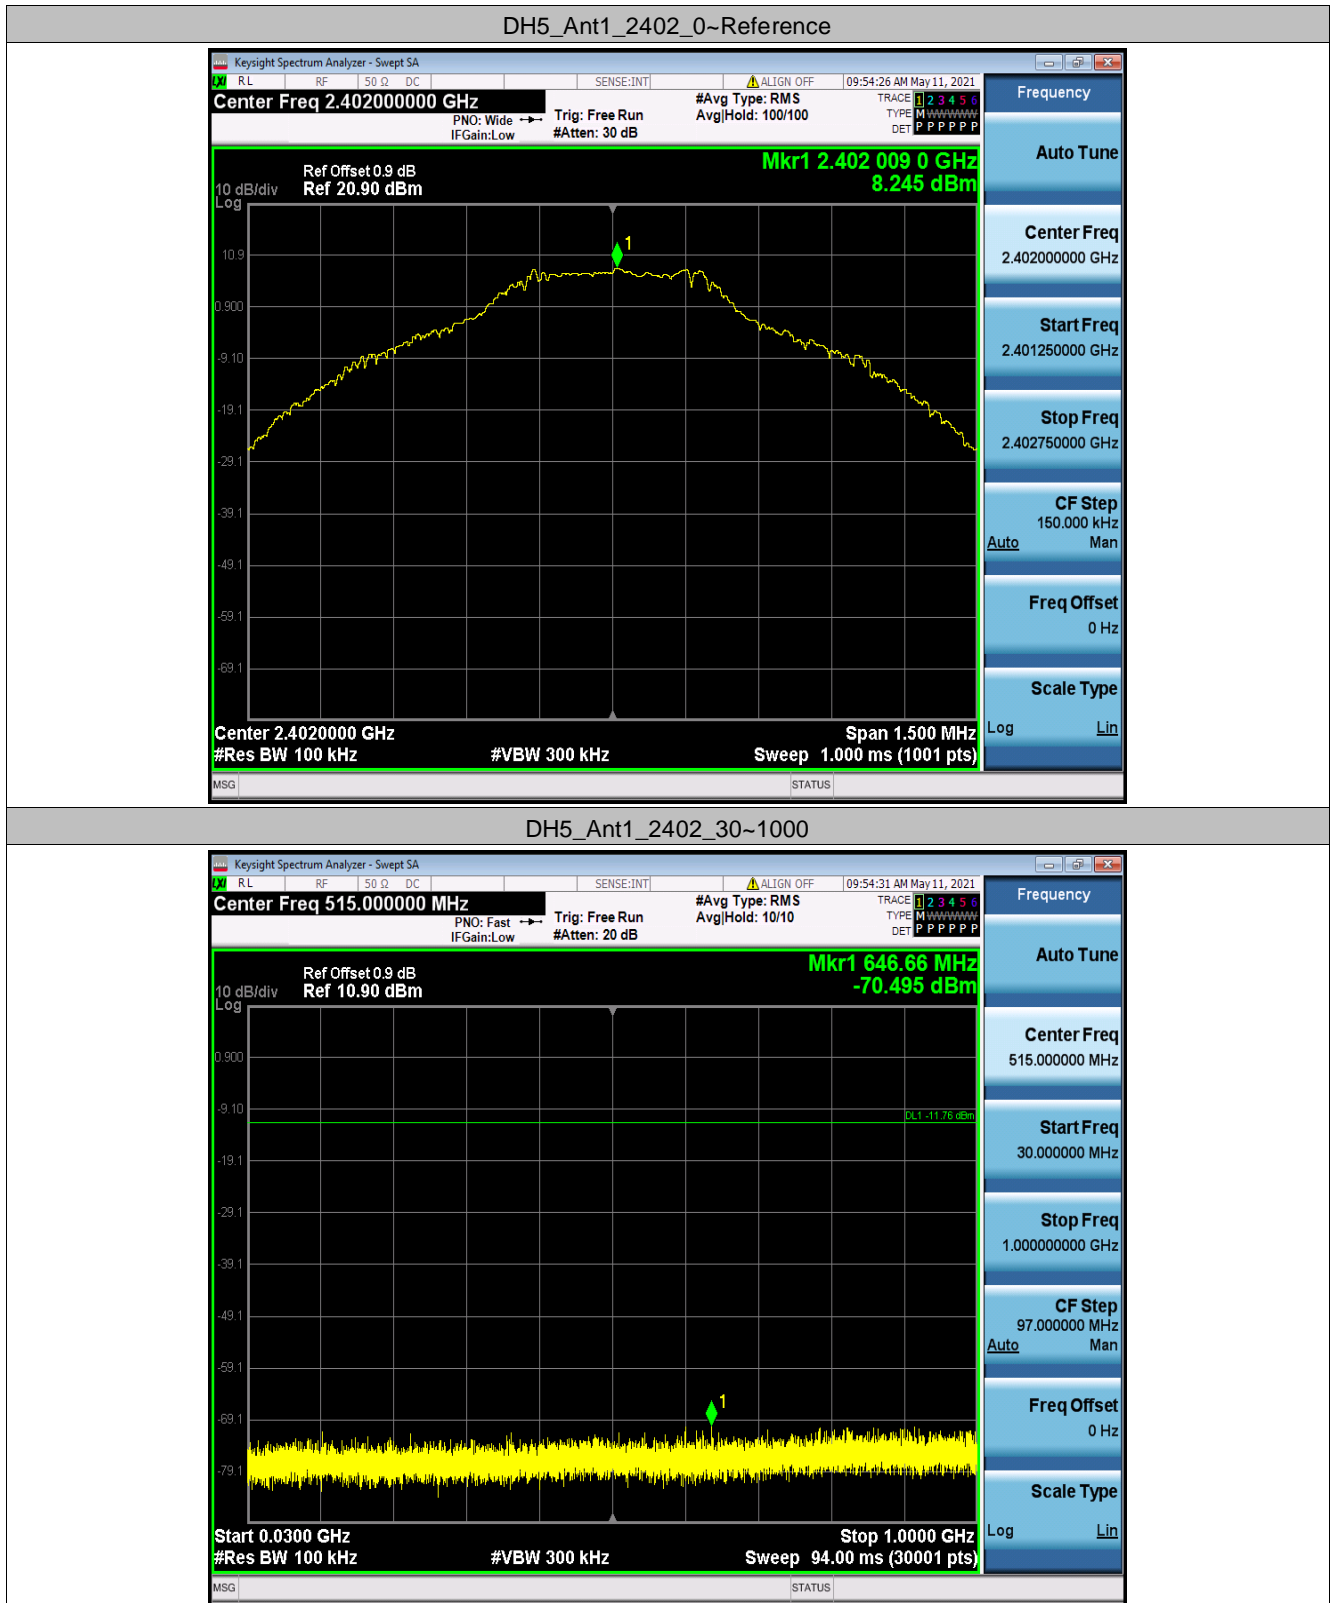 DH5_Ant1_2402_0~Reference
Keysight Spectrum Analyzer - Swept SA
LXI RL RF 50 Ω DC SENSE:INT ALIGN OFF 09:54:26 AM May 11, 2021
Center Freq 2.402000000 GHz
PNO: Wide
IFGain:Low
Trig: Free Run
#Atten: 30 dB
#Avg Type: RMS
Avg|Hold: 100/100
TRACE 1 2 3 4 5 6
TYPE M WWWWW
DET P P P P P P
Mkr1 2.402 009 0 GHz
8.245 dBm
Ref Offset 0.9 dB
10 dB/div Ref 20.90 dBm
Log
1
10.9
0.900
-9.10
-19.1
-29.1
-39.1
-49.1
-59.1
-69.1
Center 2.4020000 GHz Span 1.500 MHz
#Res BW 100 kHz #VBW 300 kHz Sweep 1.000 ms (1001 pts)
MSG STATUS
Frequency
Auto Tune
Center Freq
2.402000000 GHz
Start Freq
2.401250000 GHz
Stop Freq
2.402750000 GHz
CF Step
150.000 kHz
Auto Man
Freq Offset
0 Hz
Scale Type
Log Lin
DH5_Ant1_2402_30~1000
Keysight Spectrum Analyzer - Swept SA
LXI RL RF 50 Ω DC SENSE:INT ALIGN OFF 09:54:31 AM May 11, 2021
Center Freq 515.000000 MHz
PNO: Fast
IFGain:Low
Trig: Free Run
#Atten: 20 dB
#Avg Type: RMS
Avg|Hold: 10/10
TRACE 1 2 3 4 5 6
TYPE M WWWWW
DET P P P P P P
Mkr1 646.66 MHz
-70.495 dBm
Ref Offset 0.9 dB
10 dB/div Ref 10.90 dBm
Log
0.900
-9.10
DL1 -11.76 dBm
-19.1
-29.1
-39.1
-49.1
-59.1
1
-69.1
-79.1
Start 0.0300 GHz Stop 1.0000 GHz
#Res BW 100 kHz #VBW 300 kHz Sweep 94.00 ms (30001 pts)
MSG STATUS
Frequency
Auto Tune
Center Freq
515.000000 MHz
Start Freq
30.000000 MHz
Stop Freq
1.000000000 GHz
CF Step
97.000000 MHz
Auto Man
Freq Offset
0 Hz
Scale Type
Log Lin